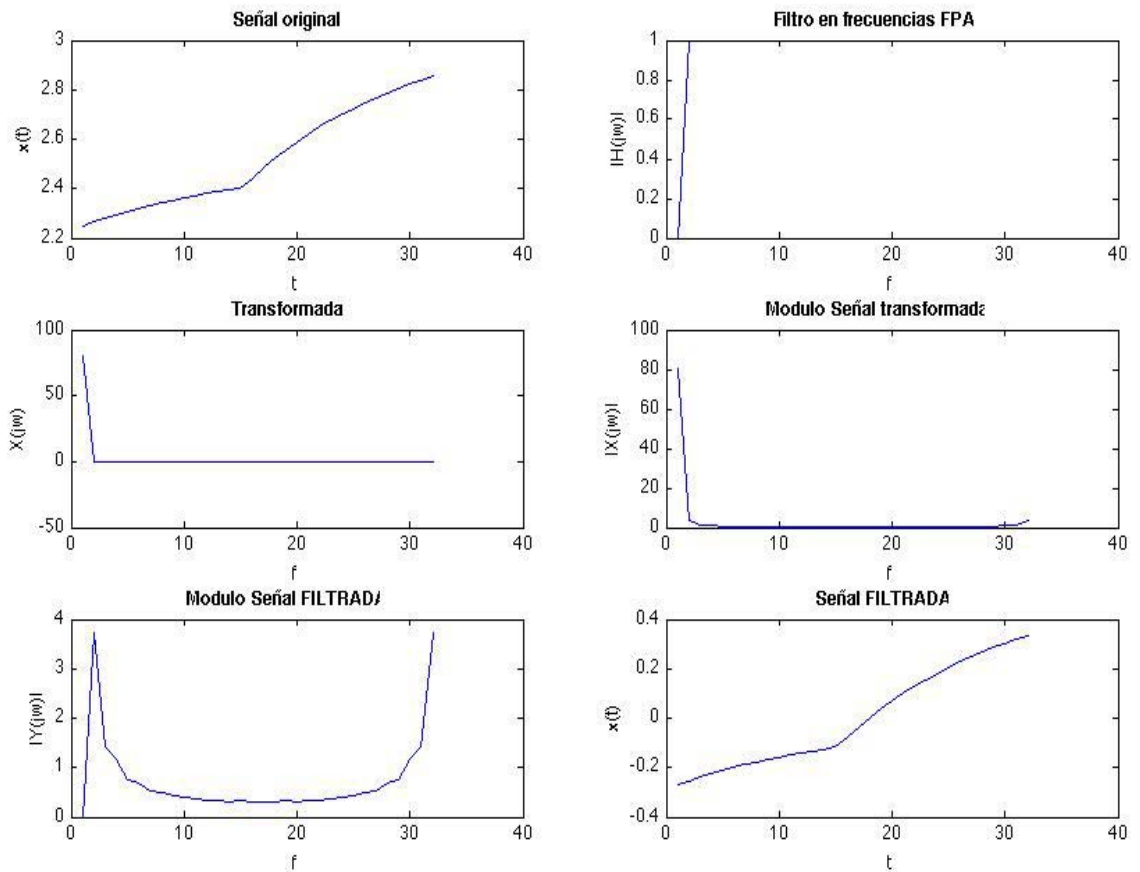 Señal original
3
2.8
2.6
2.4
2.2
x(t)
0 10 20 30 40
t
Filtro en frecuencias FPA
1
0.8
0.6
0.4
0.2
0
|H(jw)|
0 10 20 30 40
f
Transformada
100
50
0
-50
X(jw)
0 10 20 30 40
f
Modulo Señal transformada
100
80
60
40
20
0
|X(jw)|
0 10 20 30 40
f
Modulo Señal FILTRADA
4
3
2
1
0
|Y(jw)|
0 10 20 30 40
f
Señal FILTRADA
0.4
0.2
0
-0.2
-0.4
x(t)
0 10 20 30 40
t